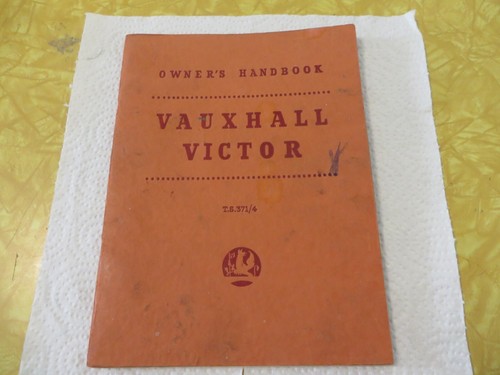 OWNER'S HANDBOOK
VAUXHALL
VICTOR
T.S.371/4